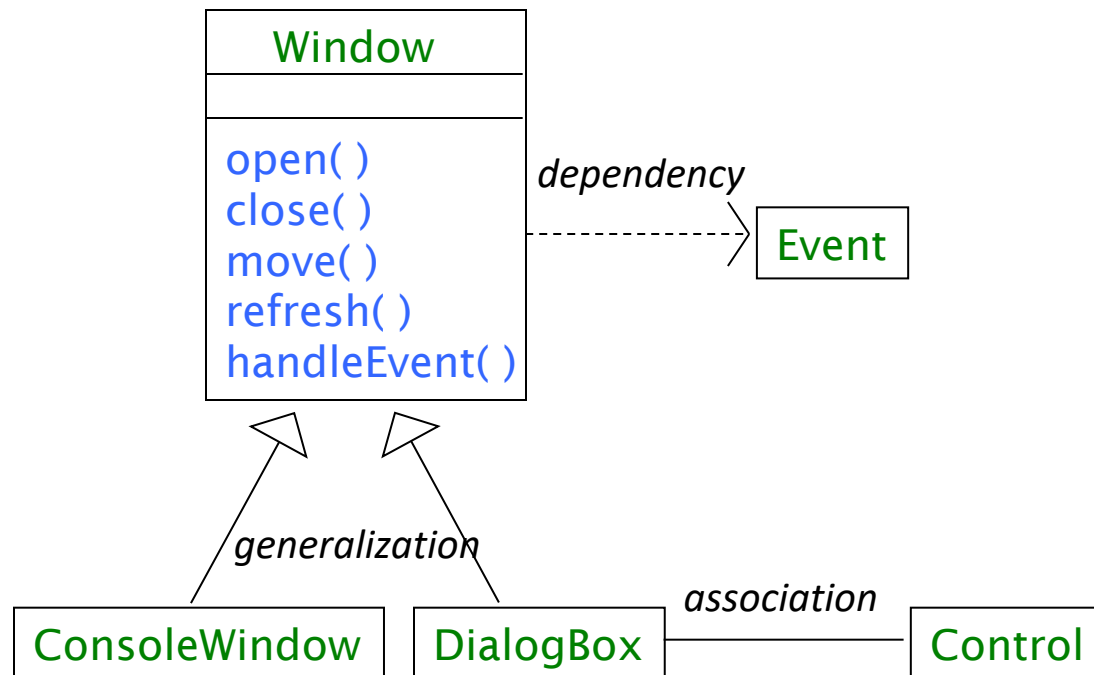 Window
open( )
close( )
move( )
refresh( )
handleEvent( )
dependency
Event
generalization
association
ConsoleWindow
DialogBox
Control